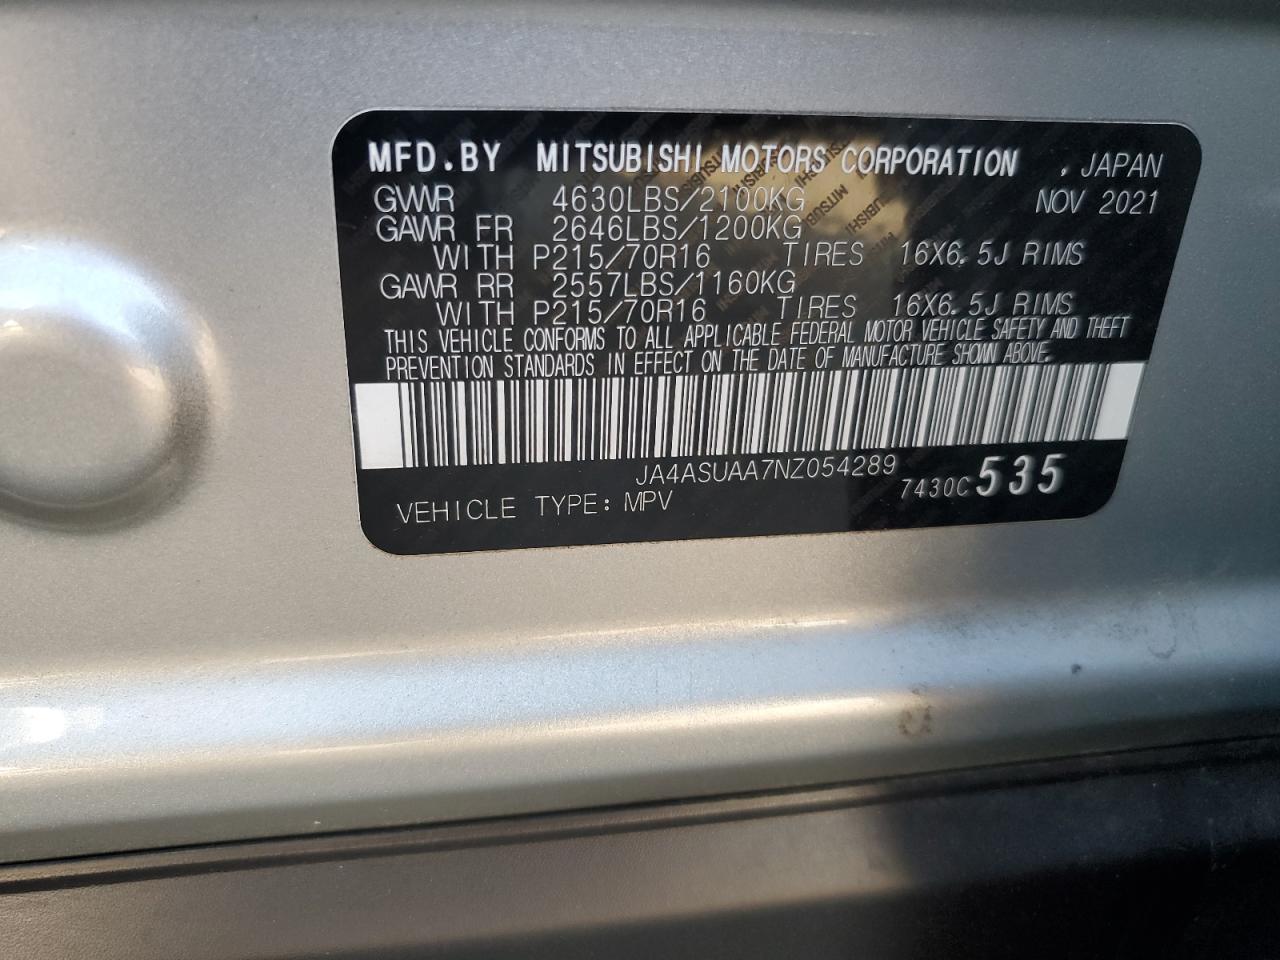 MFD.BY MITSUBISHI MOTORS CORPORATION , JAPAN
GVWR 4630LBS/2100KG NOV 2021
GAWR FR 2646LBS/1200KG
WITH P215/70R16 TIRES 16X6.5J RIMS
GAWR RR 2557LBS/1160KG
WITH P215/70R16 TIRES 16X6.5J RIMS
THIS VEHICLE CONFORMS TO ALL APPLICABLE FEDERAL MOTOR VEHICLE SAFETY AND THEFT
PREVENTION STANDARDS IN EFFECT ON THE DATE OF MANUFACTURE SHOWN ABOVE.
JA4ASUAA7NZ054289
7430C535
VEHICLE TYPE: MPV